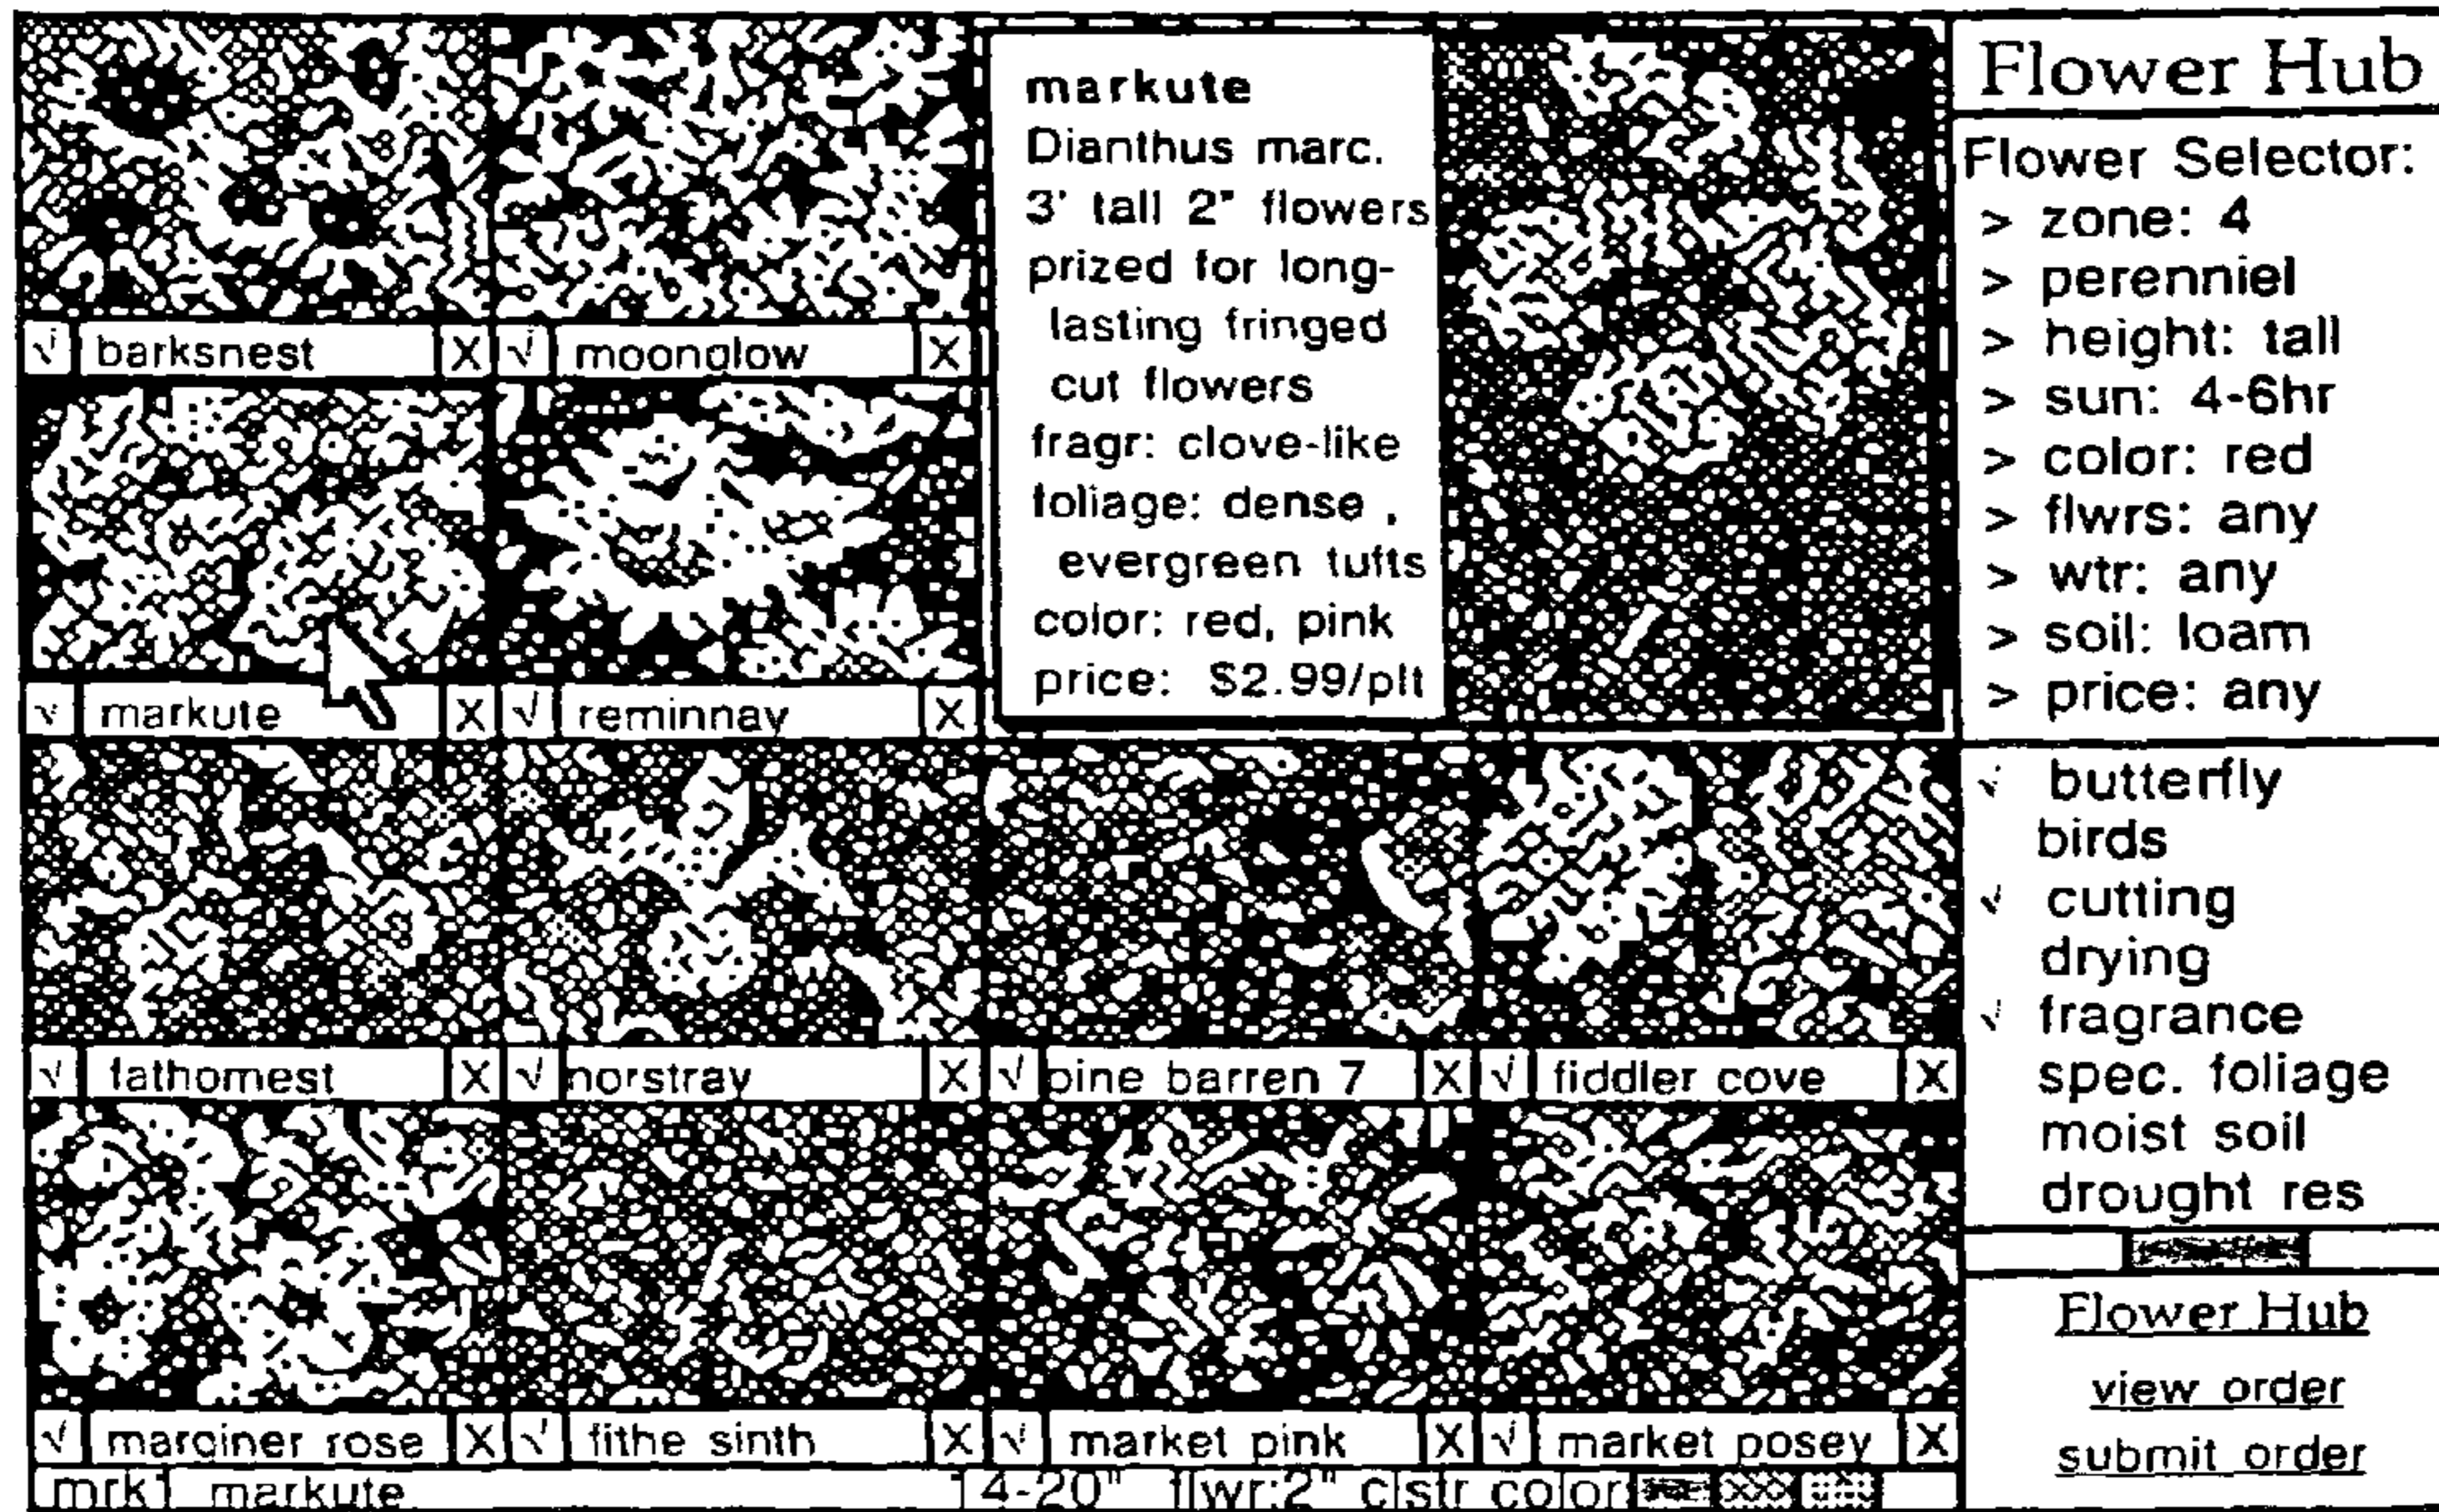 Flower Hub
markute
Dianthus marc.
3' tall 2" flowers
prized for long-
lasting fringed
cut flowers
fragr: clove-like
foliage: dense ,
evergreen tufts
color: red, pink
price: $2.99/plt
Flower Selector:
> zone: 4
> perenniel
> height: tall
> sun: 4-6hr
> color: red
> flwrs: any
> wtr: any
> soil: loam
> price: any
√ barksnest X
√ moonglow X
√ markute X
√ reminnay X
√ butterfly
birds
√ cutting
drying
√ fragrance
spec. foliage
moist soil
drought res
√ fathomest X
√ norstray X
√ pine barren 7 X
√ fiddler cove X
√ marginer rose X
√ fithe sinth X
√ market pink X
√ market posey X
Flower Hub
view order
submit order
mrk1 markute 14-20" flwr:2" clstr color: